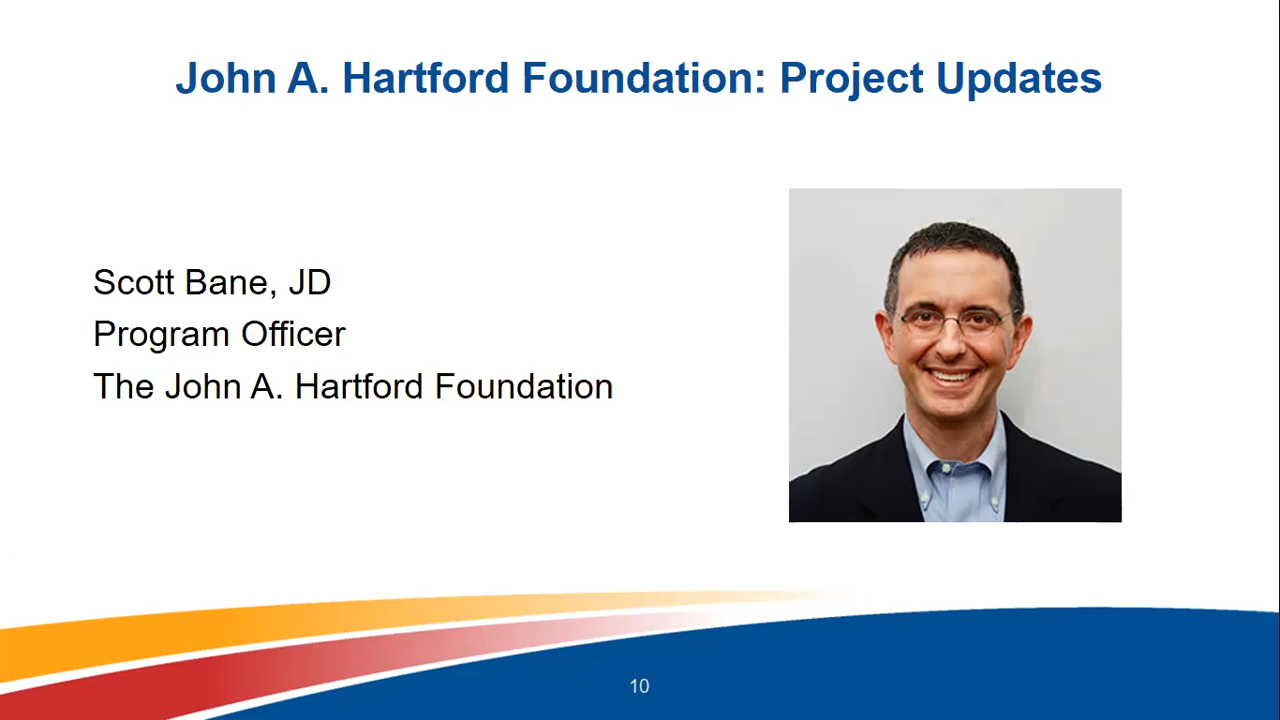 John A. Hartford Foundation: Project Updates
Scott Bane, JD
Program Officer
The John A. Hartford Foundation
10